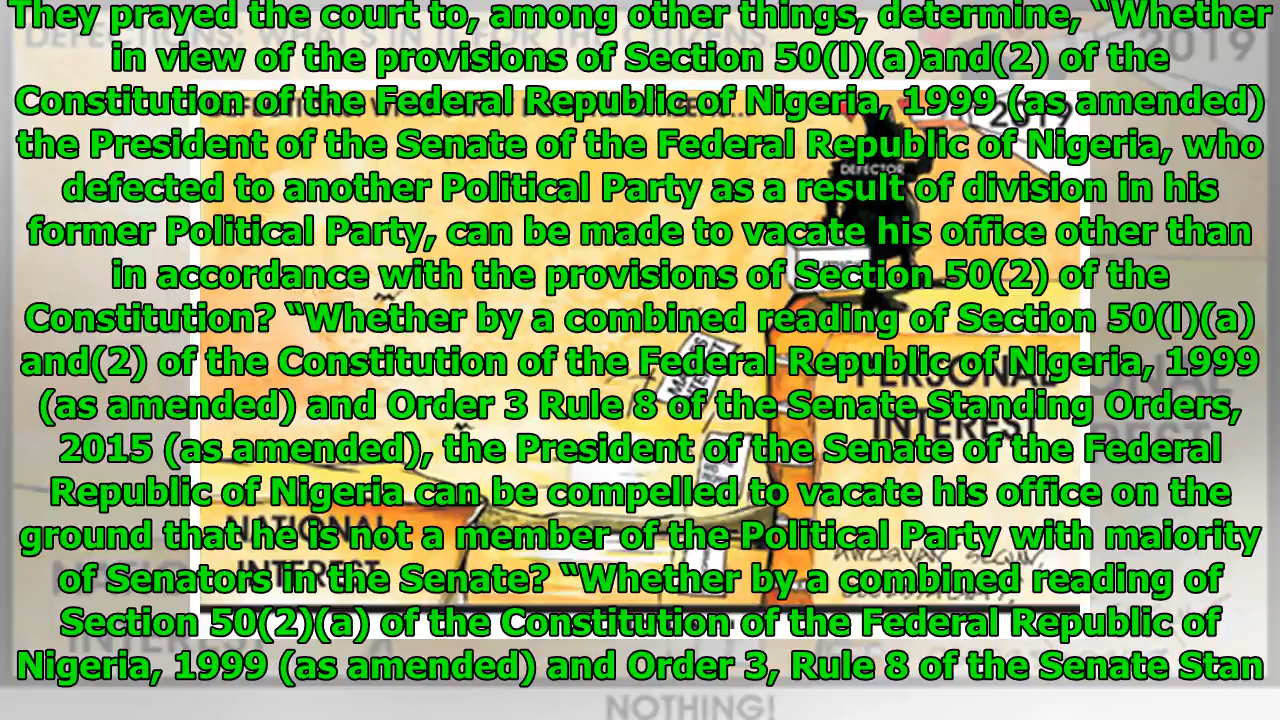 They prayed the court to, among other things, determine, “Whether
in view of the provisions of Section 50(l)(a)and(2) of the
Constitution of the Federal Republic of Nigeria, 1999 (as amended)
the President of the Senate of the Federal Republic of Nigeria, who
defected to another Political Party as a result of division in his
former Political Party, can be made to vacate his office other than
in accordance with the provisions of Section 50(2) of the
Constitution? “Whether by a combined reading of Section 50(l)(a)
and(2) of the Constitution of the Federal Republic of Nigeria, 1999
(as amended) and Order 3 Rule 8 of the Senate Standing Orders,
2015 (as amended), the President of the Senate of the Federal
Republic of Nigeria can be compelled to vacate his office on the
ground that he is not a member of the Political Party with maiority
of Senators in the Senate? “Whether by a combined reading of
Section 50(2)(a) of the Constitution of the Federal Republic of
Nigeria, 1999 (as amended) and Order 3, Rule 8 of the Senate Stan
2019
2019
DEFECTOR
PERSONAL
INTEREST
NATIONAL
INTEREST
NOTHING!